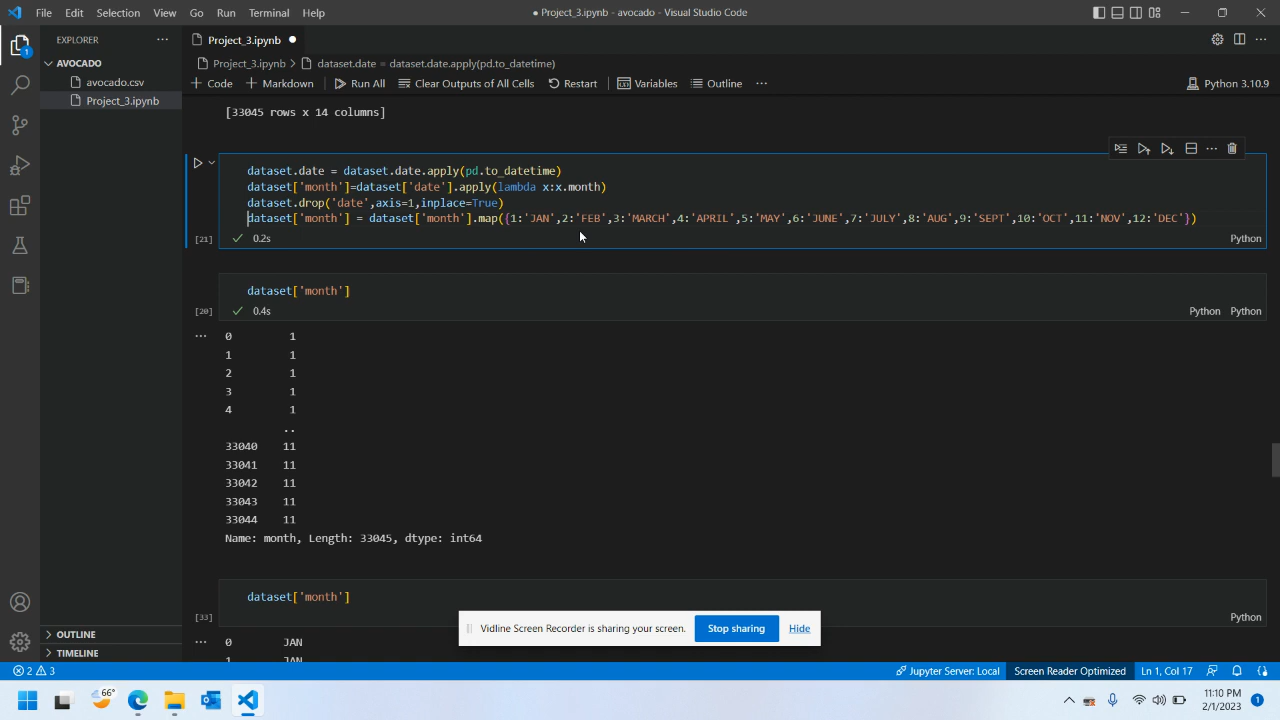 File Edit Selection View Go Run Terminal Help
● Project_3.ipynb - avocado - Visual Studio Code
EXPLORER
Project_3.ipynb
AVOCADO
avocado.csv
Project_3.ipynb
Project_3.ipynb > dataset.date = dataset.date.apply(pd.to_datetime)
+ Code + Markdown Run All Clear Outputs of All Cells Restart Variables Outline ... Python 3.10.9
[33045 rows x 14 columns]
dataset.date = dataset.date.apply(pd.to_datetime)
dataset['month']=dataset['date'].apply(lambda x:x.month)
dataset.drop('date',axis=1,inplace=True)
dataset['month'] = dataset['month'].map({1:'JAN',2:'FEB',3:'MARCH',4:'APRIL',5:'MAY',6:'JUNE',7:'JULY',8:'AUG',9:'SEPT',10:'OCT',11:'NOV',12:'DEC'})
[21] 0.2s Python
dataset['month']
[20] 0.4s Python Python
... 0 1
1 1
2 1
3 1
4 1
..
33040 11
33041 11
33042 11
33043 11
33044 11
Name: month, Length: 33045, dtype: int64
dataset['month']
[33] Python
... 0 JAN
1 JAN
Vidline Screen Recorder is sharing your screen. Stop sharing Hide
OUTLINE
TIMELINE
2 3 Jupyter Server: Local Screen Reader Optimized Ln 1, Col 17
1
66°
11:10 PM
2/1/2023
1